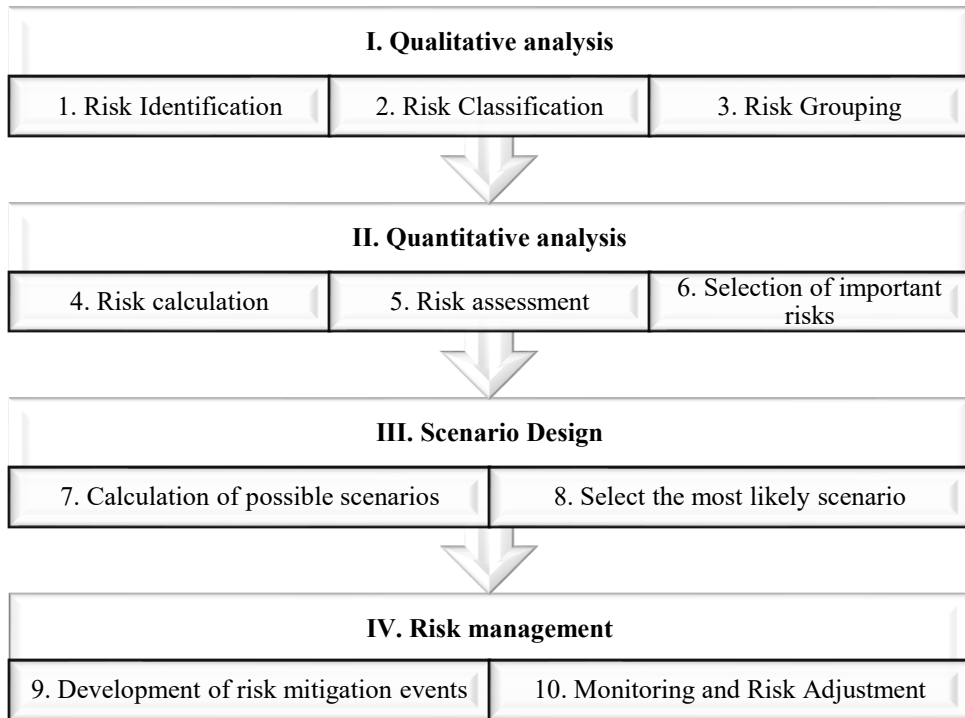 I. Qualitative analysis
1. Risk Identification
2. Risk Classification
3. Risk Grouping
II. Quantitative analysis
4. Risk calculation
5. Risk assessment
6. Selection of important
risks
III. Scenario Design
7. Calculation of possible scenarios
8. Select the most likely scenario
IV. Risk management
9. Development of risk mitigation events
10. Monitoring and Risk Adjustment